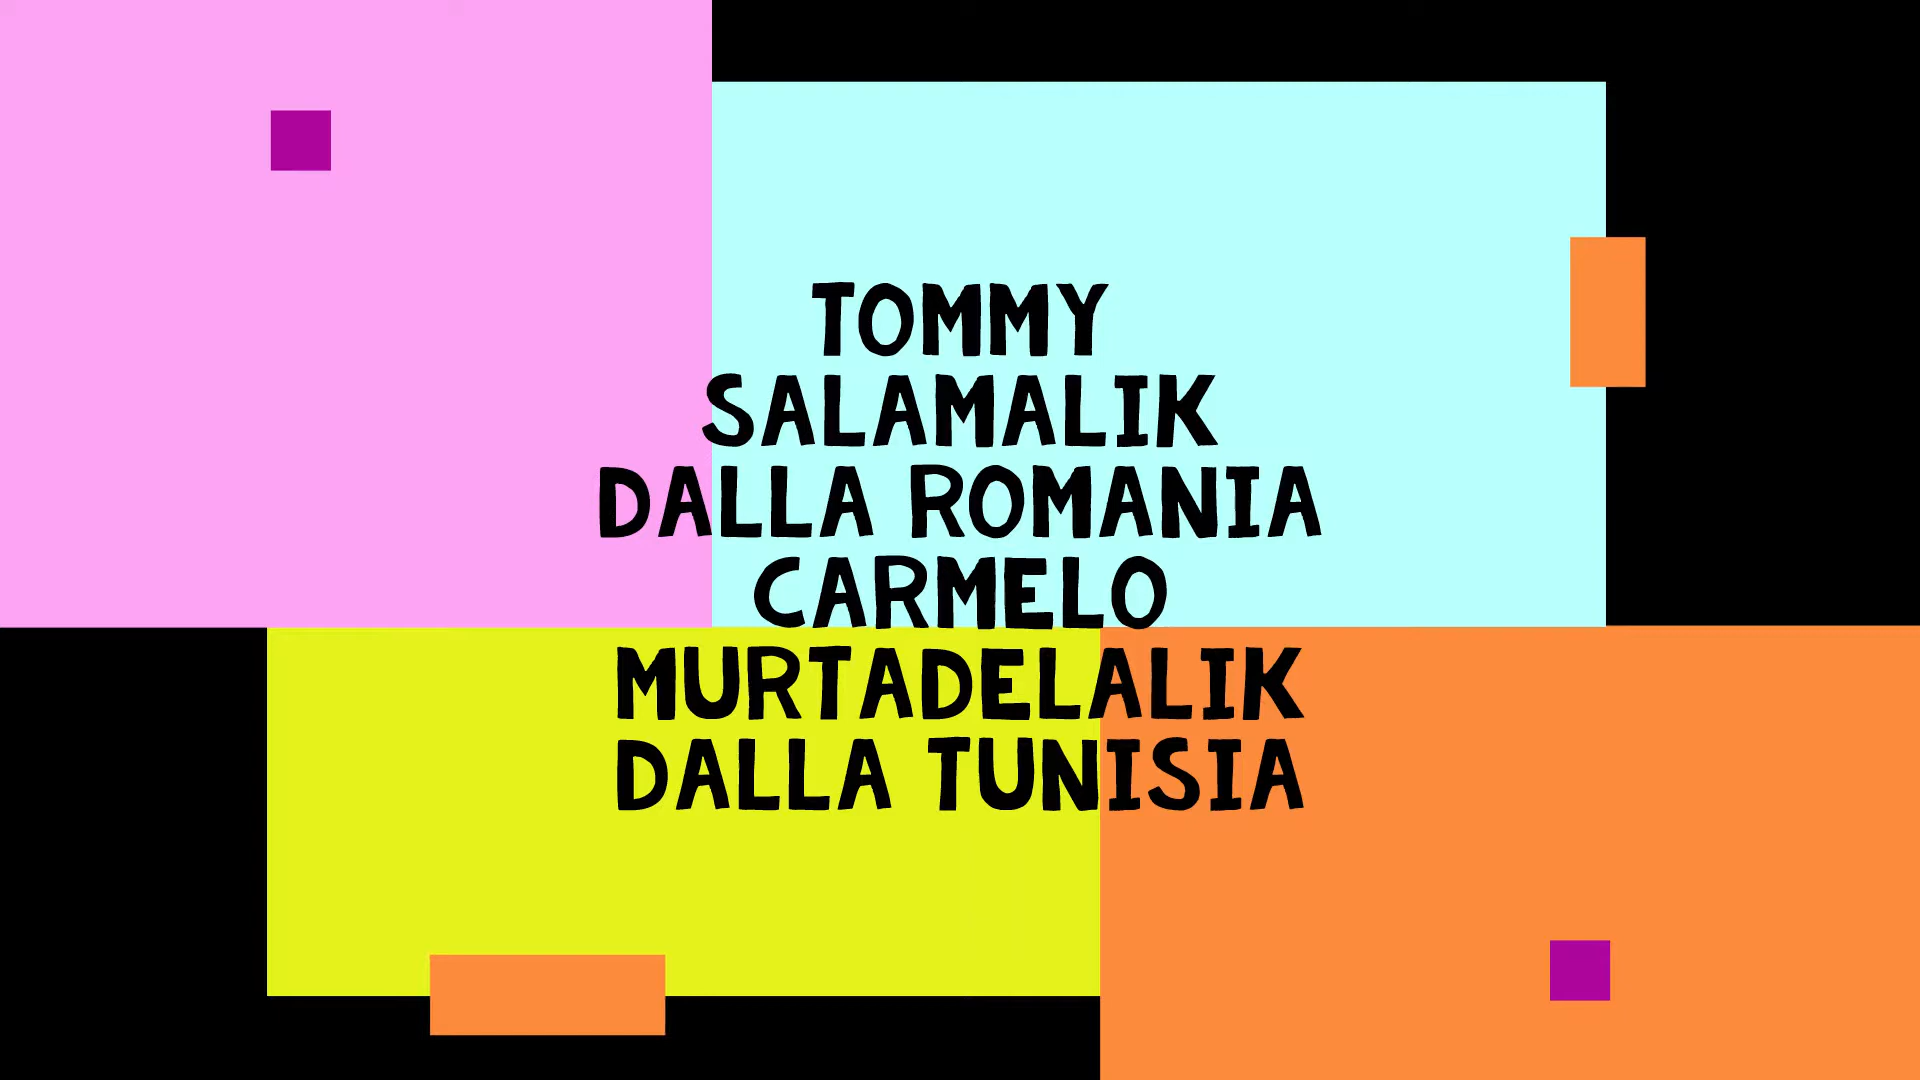 TOMMY
SALAMALIK
DALLA ROMANIA
CARMELO
MURTADELALIK
DALLA TUNISIA